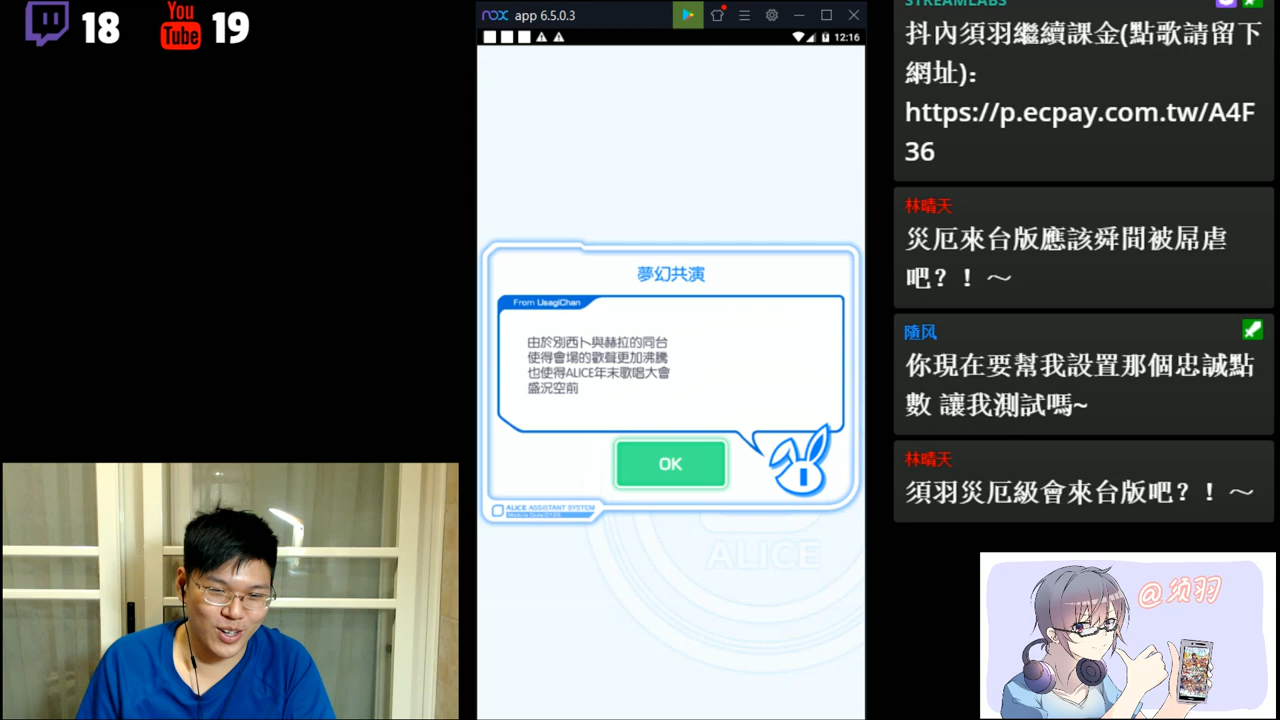 18
You
Tube
19
nox app 6.5.0.3
12:16
夢幻共演
From UsagiChan
由於別西卜與赫拉的同台
使得會場的歡聲更加沸騰
也使得ALICE年末歌唱大會
盛況空前
OK
ALICE ASSISTANT SYSTEM
ALICE
STREAMLABS
抖內須羽繼續課金(點歌請留下
網址):
https://p.ecpay.com.tw/A4F
36
林晴天
災厄來台版應該舜間被屌虐
吧？！～
隨风
你現在要幫我設置那個忠誠點
數 讓我測試嗎~
林晴天
須羽災厄級會來台版吧？！～
@须羽